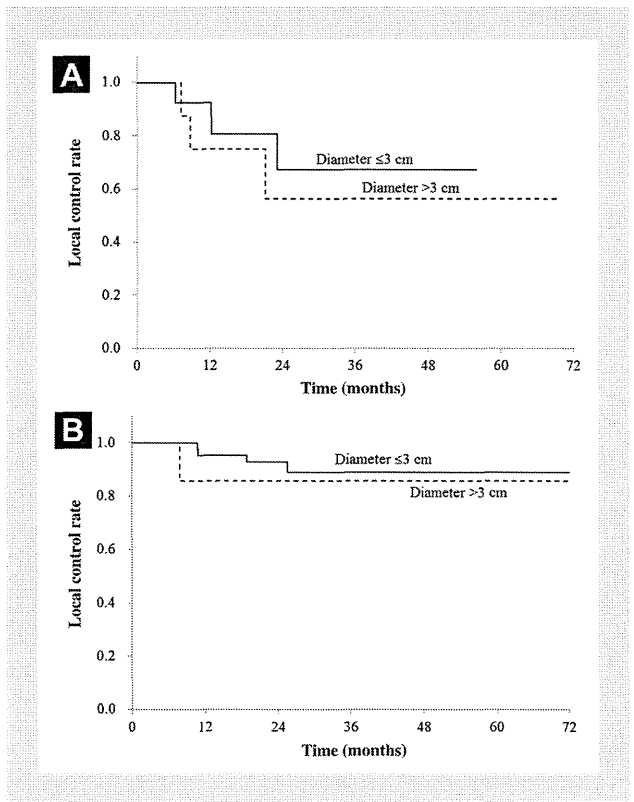 A
Local control rate
1.0
0.8
0.6
0.4
0.2
0.0
Diameter ≤3 cm
Diameter >3 cm
0 12 24 36 48 60 72
Time (months)
B
Local control rate
1.0
0.8
0.6
0.4
0.2
0.0
Diameter ≤3 cm
Diameter >3 cm
0 12 24 36 48 60 72
Time (months)